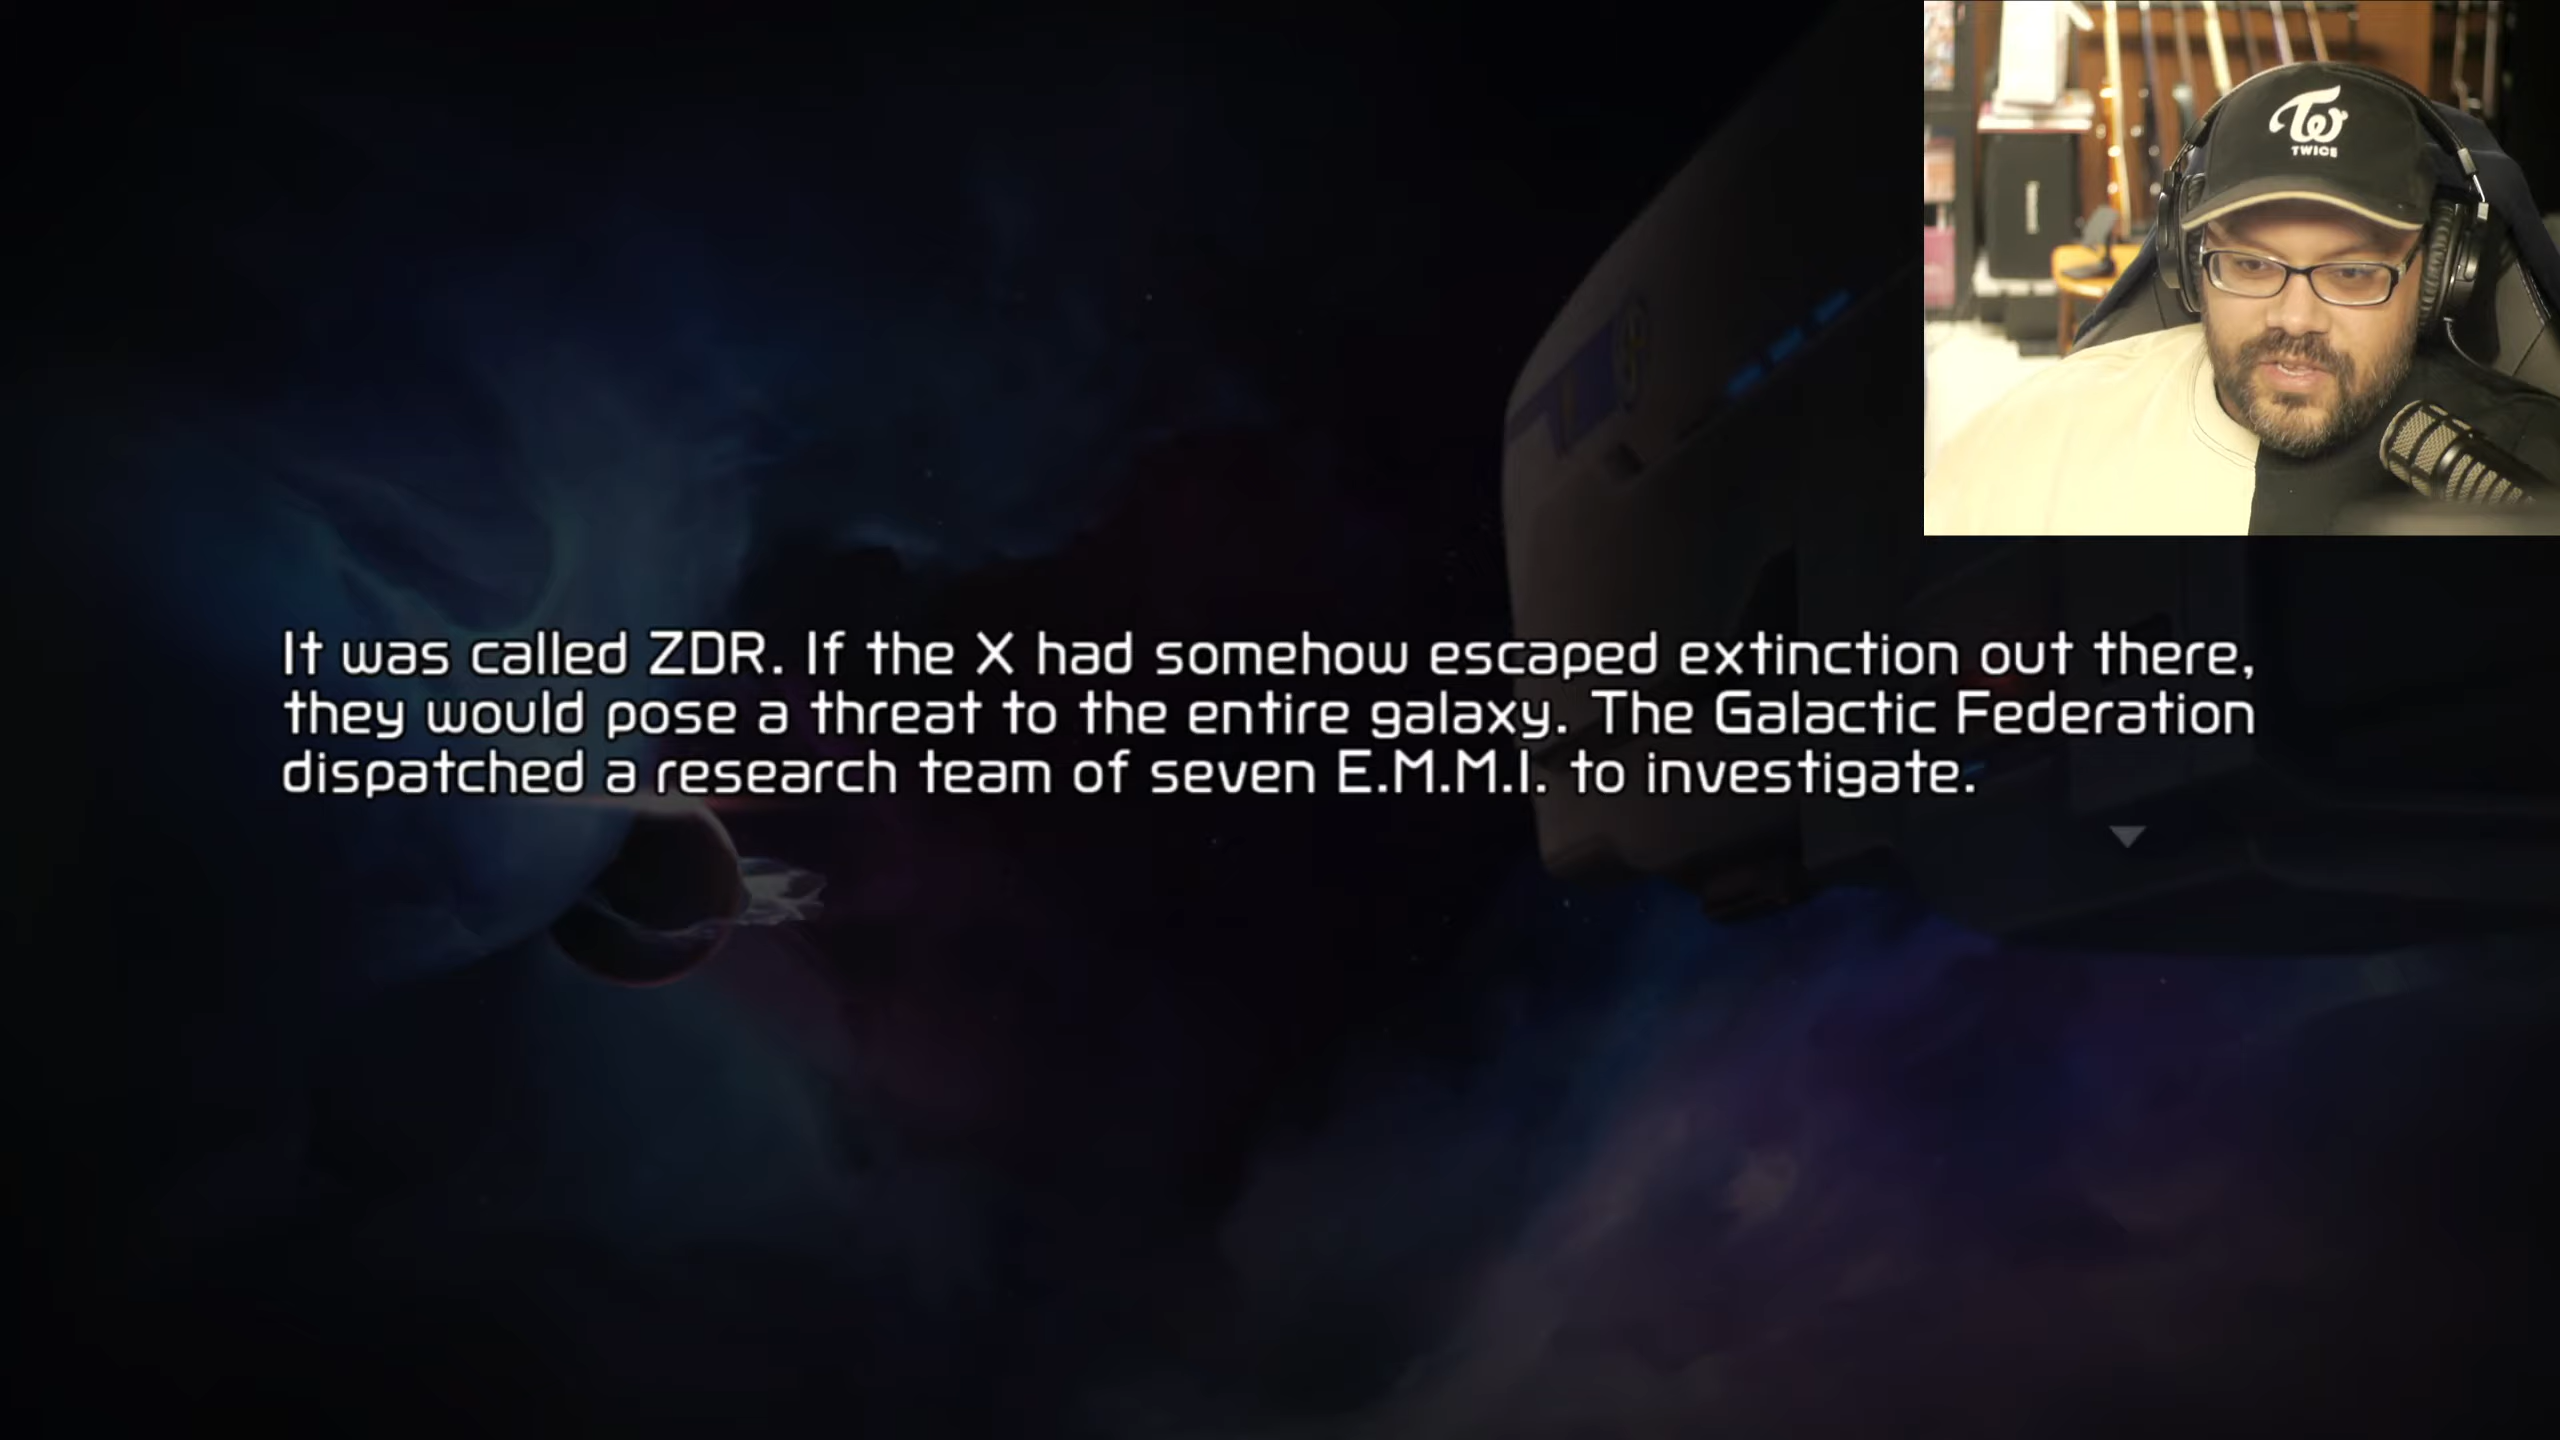 TWICE
It was called ZDR. If the X had somehow escaped extinction out there,
they would pose a threat to the entire galaxy. The Galactic Federation
dispatched a research team of seven E.M.M.I. to investigate.